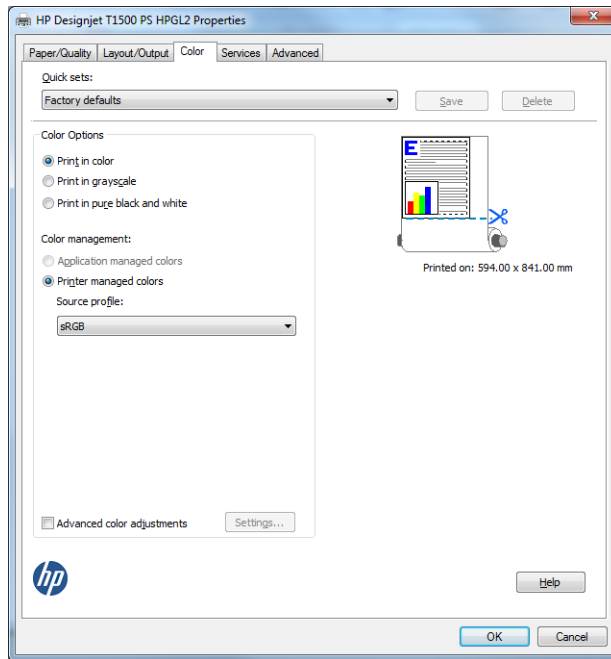 HP Designjet T1500 PS HPGL2 Properties
Paper/Quality Layout/Output Color Services Advanced
Quick sets:
Factory defaults Save Delete
Color Options
Print in color
Print in grayscale
Print in pure black and white
Color management:
Application managed colors
Printer managed colors
Source profile:
sRGB
E
Printed on: 594.00 x 841.00 mm
Advanced color adjustments Settings...
hp
Help
OK Cancel